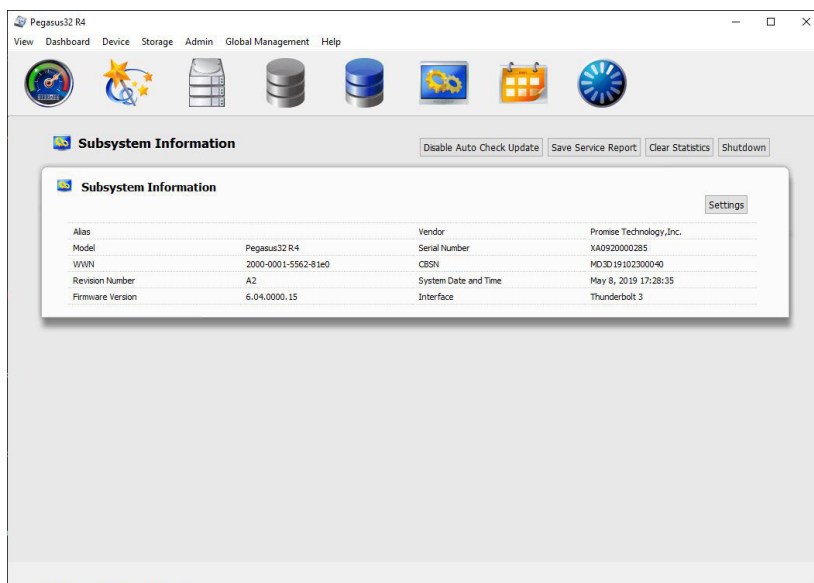 Pegasus32 R4
View Dashboard Device Storage Admin Global Management Help
Subsystem Information
Disable Auto Check Update Save Service Report Clear Statistics Shutdown
Subsystem Information
Settings
Alias Vendor Promise Technology,Inc.
Model Pegasus32 R4 Serial Number XA0920000285
WWN 2000-0001-5562-81e0 CBSN MD3D19102300040
Revision Number A2 System Date and Time May 8, 2019 17:28:35
Firmware Version 6.04.0000.15 Interface Thunderbolt 3